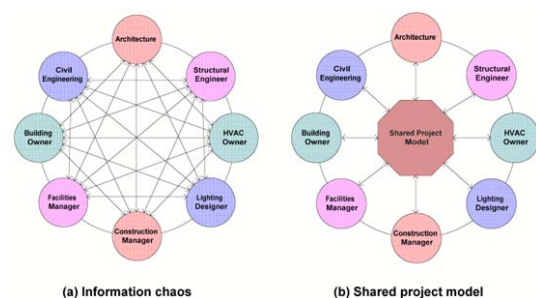 Architecture
Civil
Engineering
Structural
Engineer
Building
Owner
HVAC
Owner
Facilities
Manager
Lighting
Designer
Construction
Manager
(a) Information chaos
Architecture
Civil
Engineering
Structural
Engineer
Building
Owner
Shared Project
Model
HVAC
Owner
Facilities
Manager
Lighting
Designer
Construction
Manager
(b) Shared project model